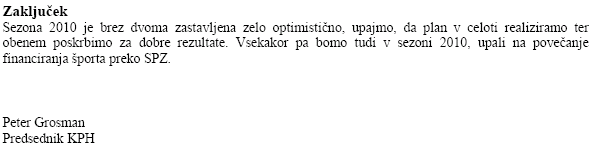 Zaključek
Sezona 2010 je brez dvoma zastavljena zelo optimistično, upajmo, da plan v celoti realiziramo ter
obenem poskrbimo za dobre rezultate. Vsekakor pa bomo tudi v sezoni 2010, upali na povečanje
financiranja športa preko SPZ.
Peter Grosman
Predsednik KPH